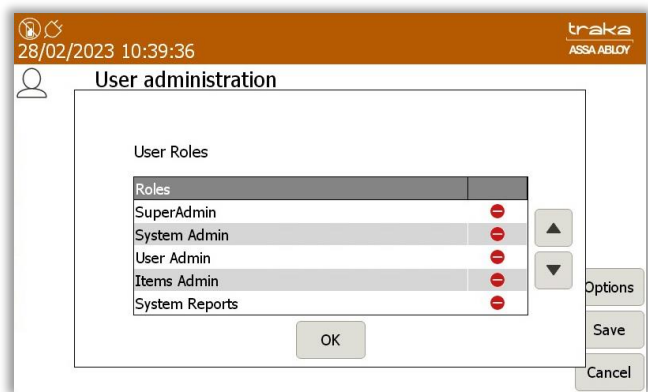 traka
28/02/2023 10:39:36
ASSA ABLOY
User administration
User Roles
Roles
SuperAdmin
System Admin
User Admin
Items Admin
System Reports
Options
OK
Save
Cancel